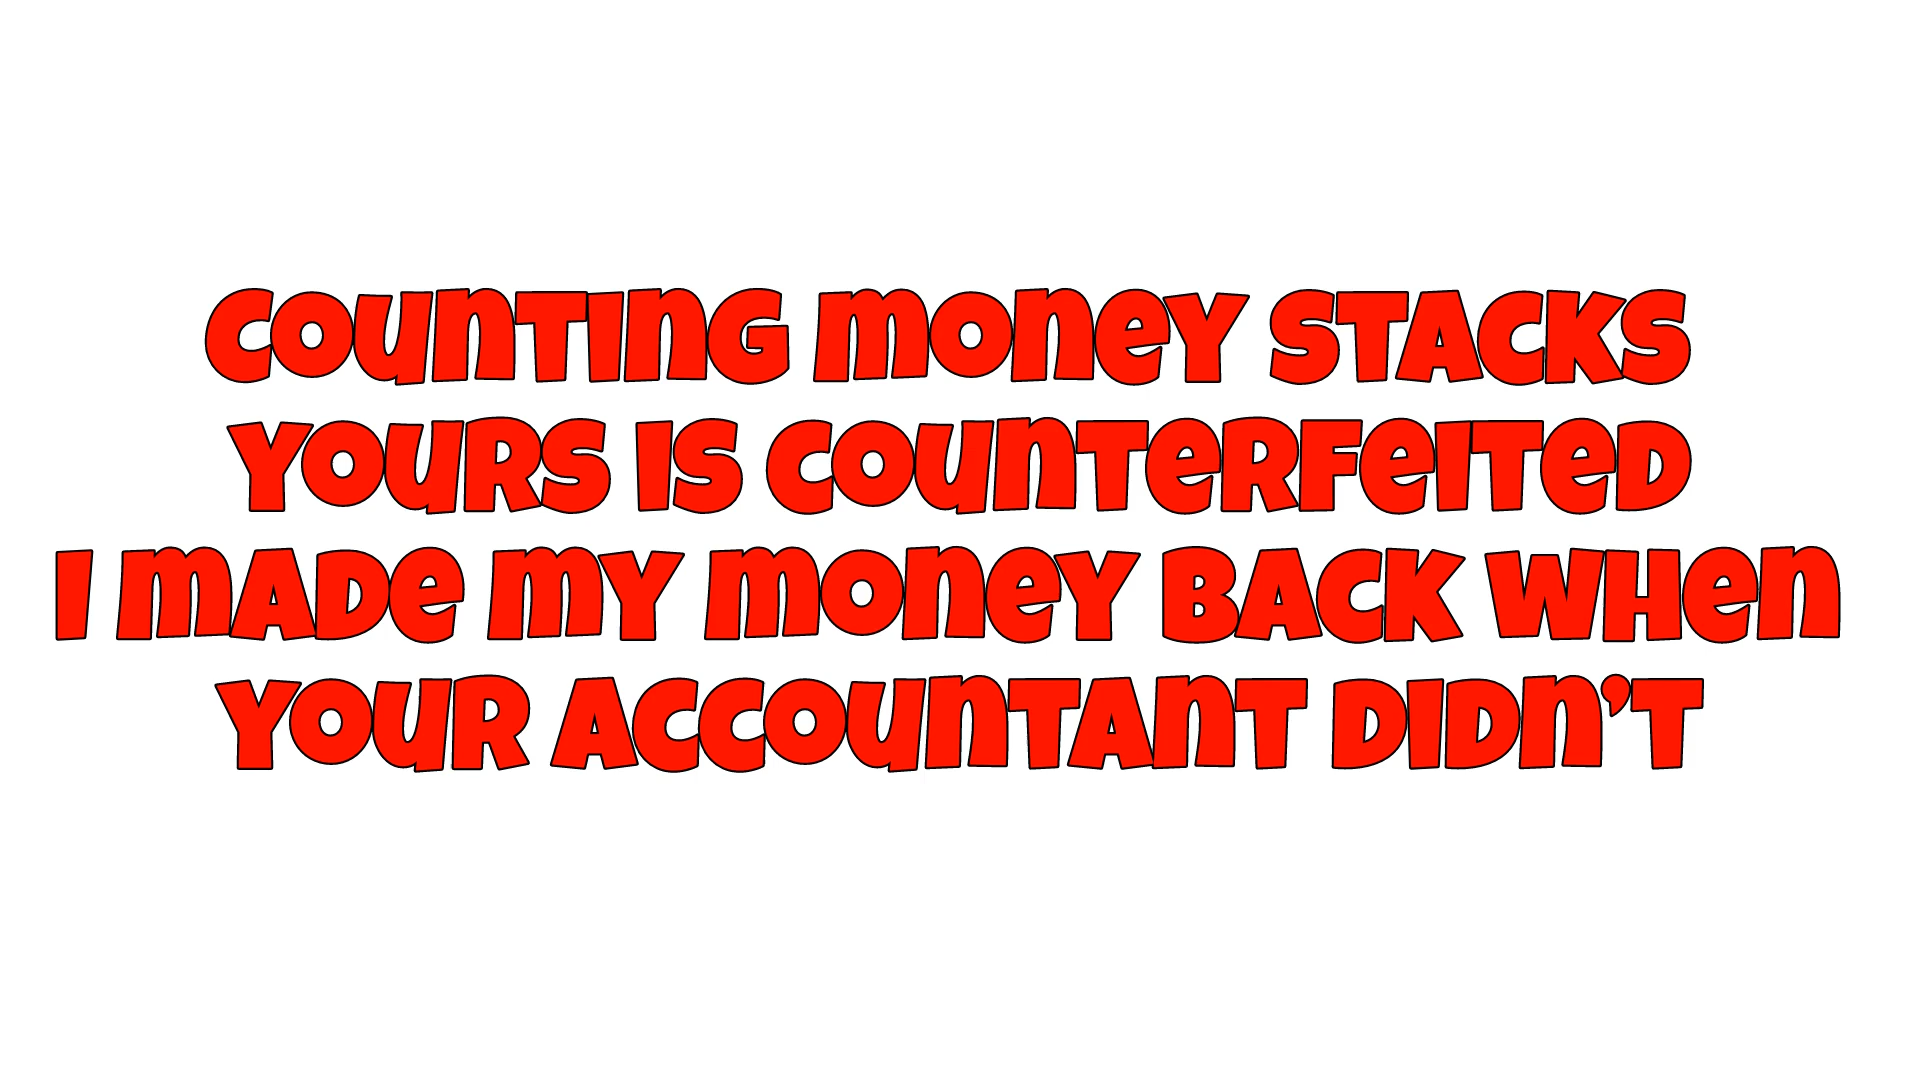 COUNTING MONEY STACKS
YOURS IS COUNTERFEITED
I MADE MY MONEY BACK WHEN
YOUR ACCOUNTANT DIDN’T